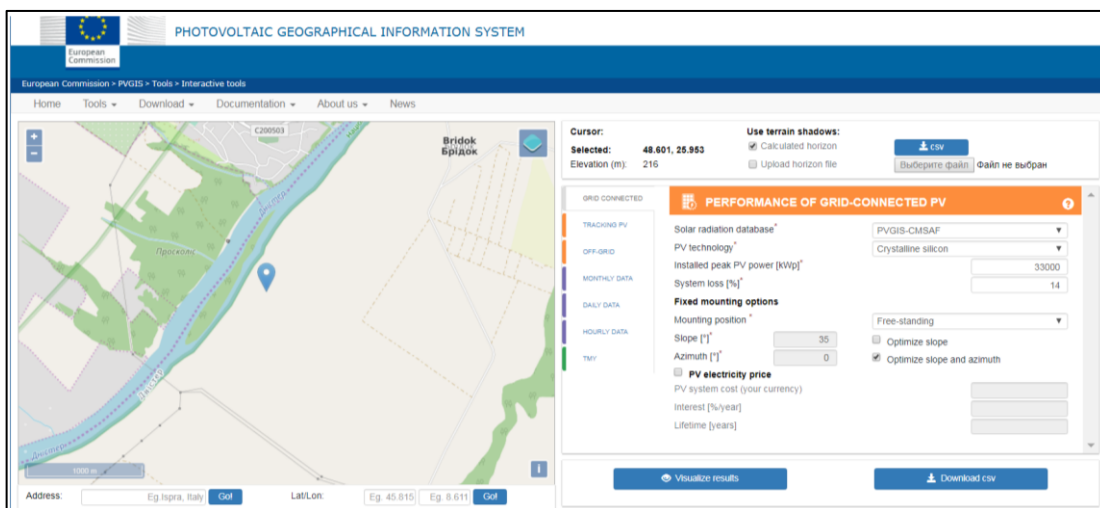 PHOTOVOLTAIC GEOGRAPHICAL INFORMATION SYSTEM
European
Commission
European Commission > PVGIS > Tools > Interactive tools
Home Tools Download Documentation About us News
+
−
C200503
Bridok
Брідок
Просколіс
Дністер
1000 m
i
Address: Eg.Ispra, Italy Go! Lat/Lon: Eg. 45.815 Eg. 8.611 Go!
Cursor:
Selected: 48.601, 25.953
Elevation (m): 216
Use terrain shadows:
Calculated horizon
Upload horizon file
csv
Выберите файл Файл не выбран
GRID CONNECTED
TRACKING PV
OFF-GRID
MONTHLY DATA
DAILY DATA
HOURLY DATA
TMY
PERFORMANCE OF GRID-CONNECTED PV ?
Solar radiation database* PVGIS-CMSAF
PV technology* Crystalline silicon
Installed peak PV power [kWp]* 33000
System loss [%]* 14
Fixed mounting options
Mounting position * Free-standing
Slope [°]* 35 Optimize slope
Azimuth [°]* 0 Optimize slope and azimuth
PV electricity price
PV system cost (your currency)
Interest [%/year]
Lifetime [years]
Visualize results Download csv